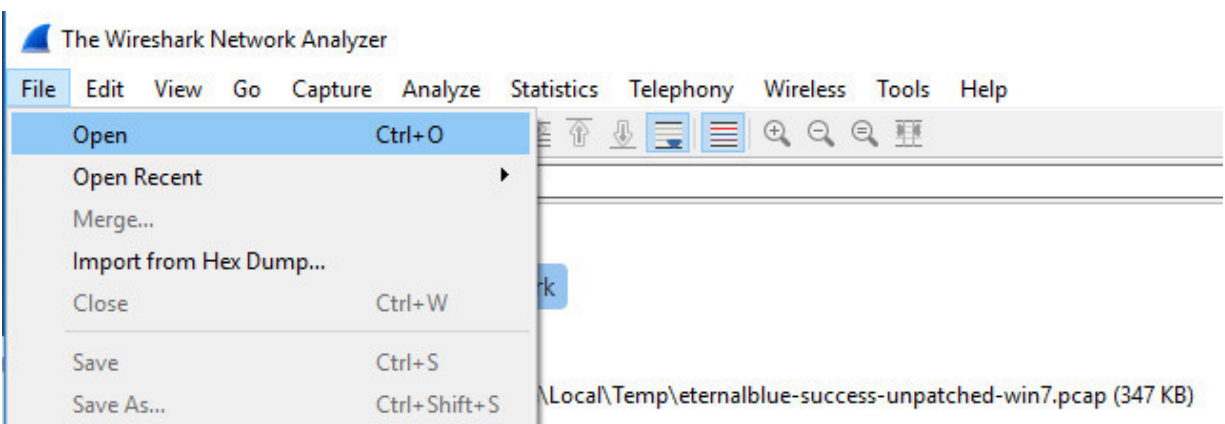 The Wireshark Network Analyzer
File Edit View Go Capture Analyze Statistics Telephony Wireless Tools Help
Open Ctrl+O
Open Recent
Merge...
Import from Hex Dump...
Close Ctrl+W
rk
Save Ctrl+S
Save As... Ctrl+Shift+S
\Local\Temp\eternalblue-success-unpatched-win7.pcap (347 KB)